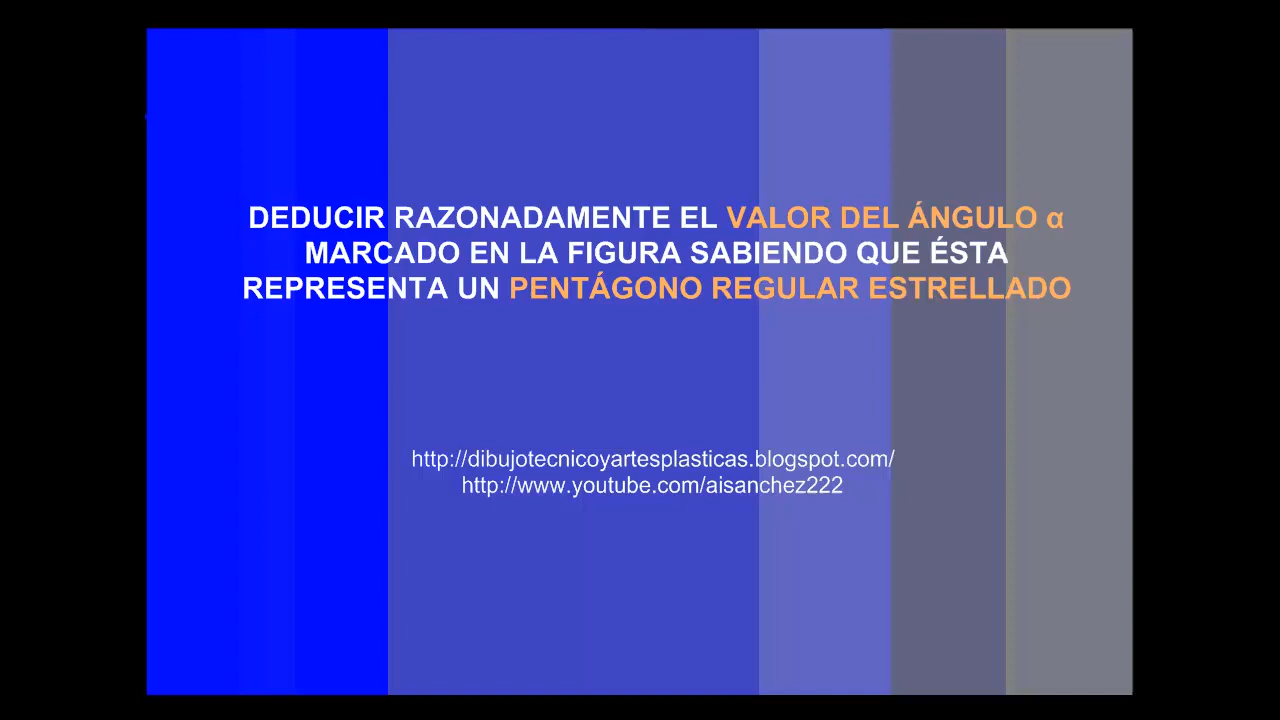 DEDUCIR RAZONADAMENTE EL VALOR DEL ÁNGULO α
MARCADO EN LA FIGURA SABIENDO QUE ÉSTA
REPRESENTA UN PENTÁGONO REGULAR ESTRELLADO
http://dibujotecnicoyartesplasticas.blogspot.com/
http://www.youtube.com/aisanchez222